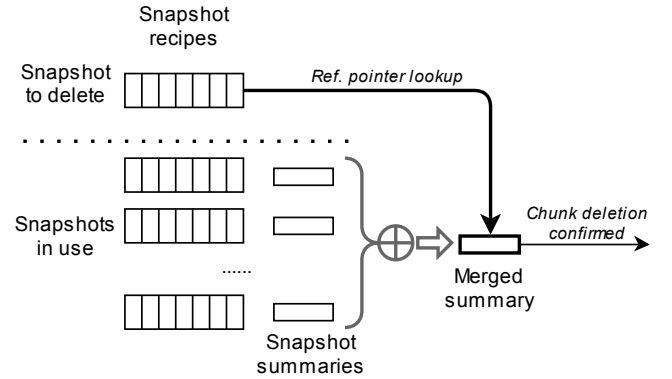 Snapshot
recipes
Snapshot
to delete
Ref. pointer lookup
Snapshots
in use
......
Chunk deletion
confirmed
Merged
summary
Snapshot
summaries